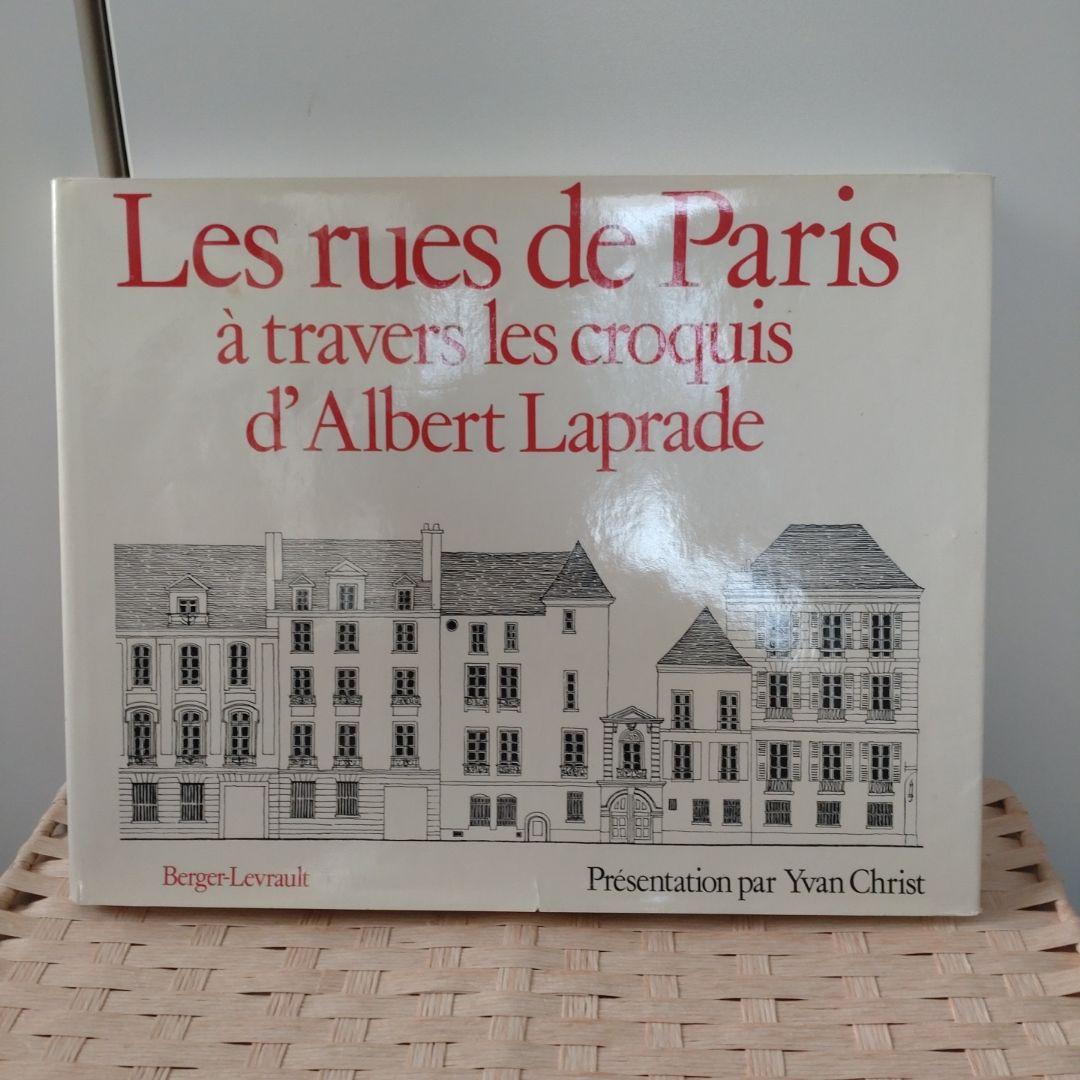 Les rues de Paris
à travers les croquis
d'Albert Laprade
Berger-Levrault
Présentation par Yvan Christ